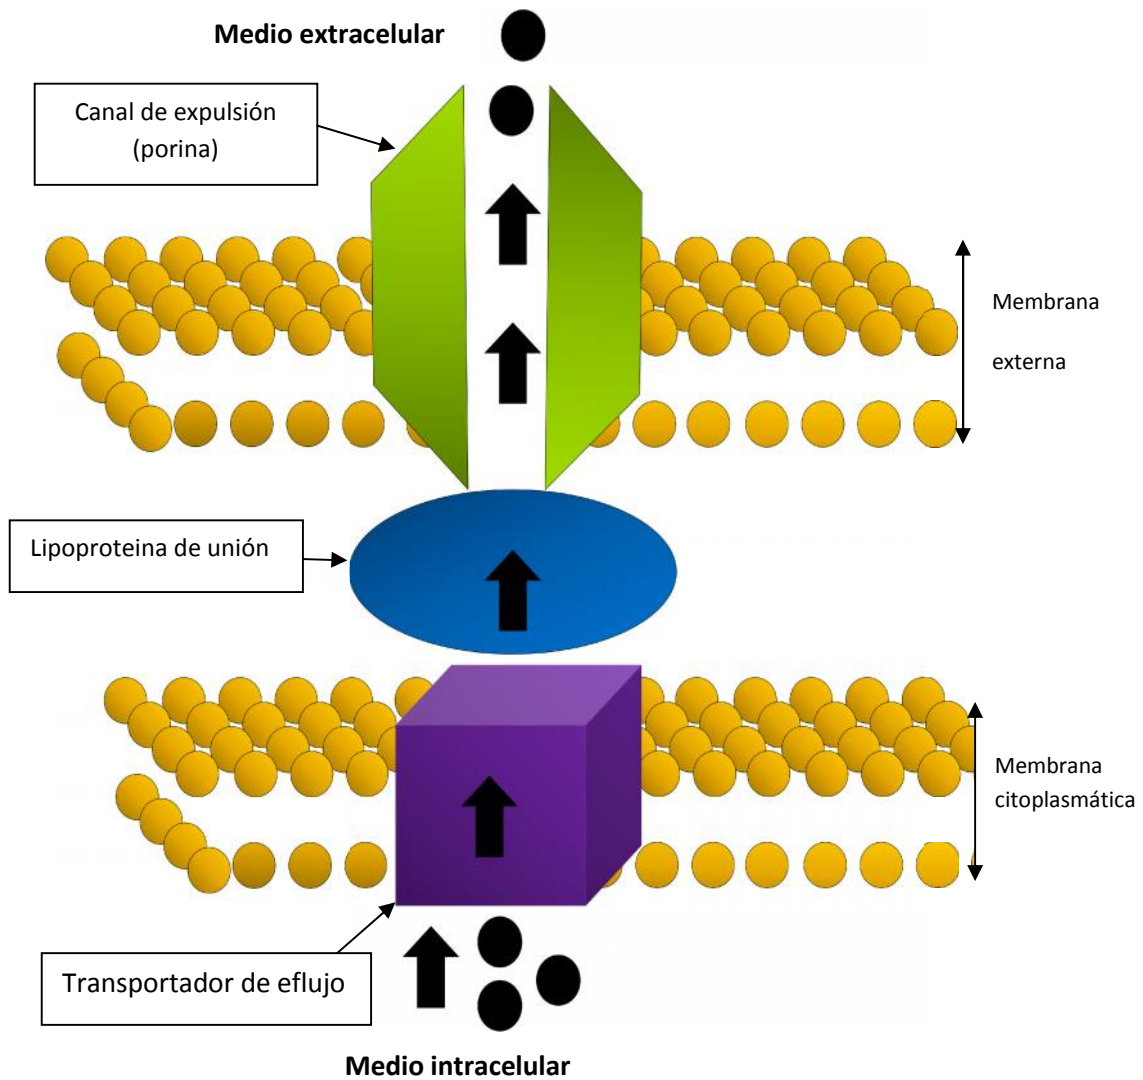 Medio extracelular
Canal de expulsión
(porina)
Membrana
externa
Lipoproteina de unión
Membrana
citoplasmática
Transportador de eflujo
Medio intracelular